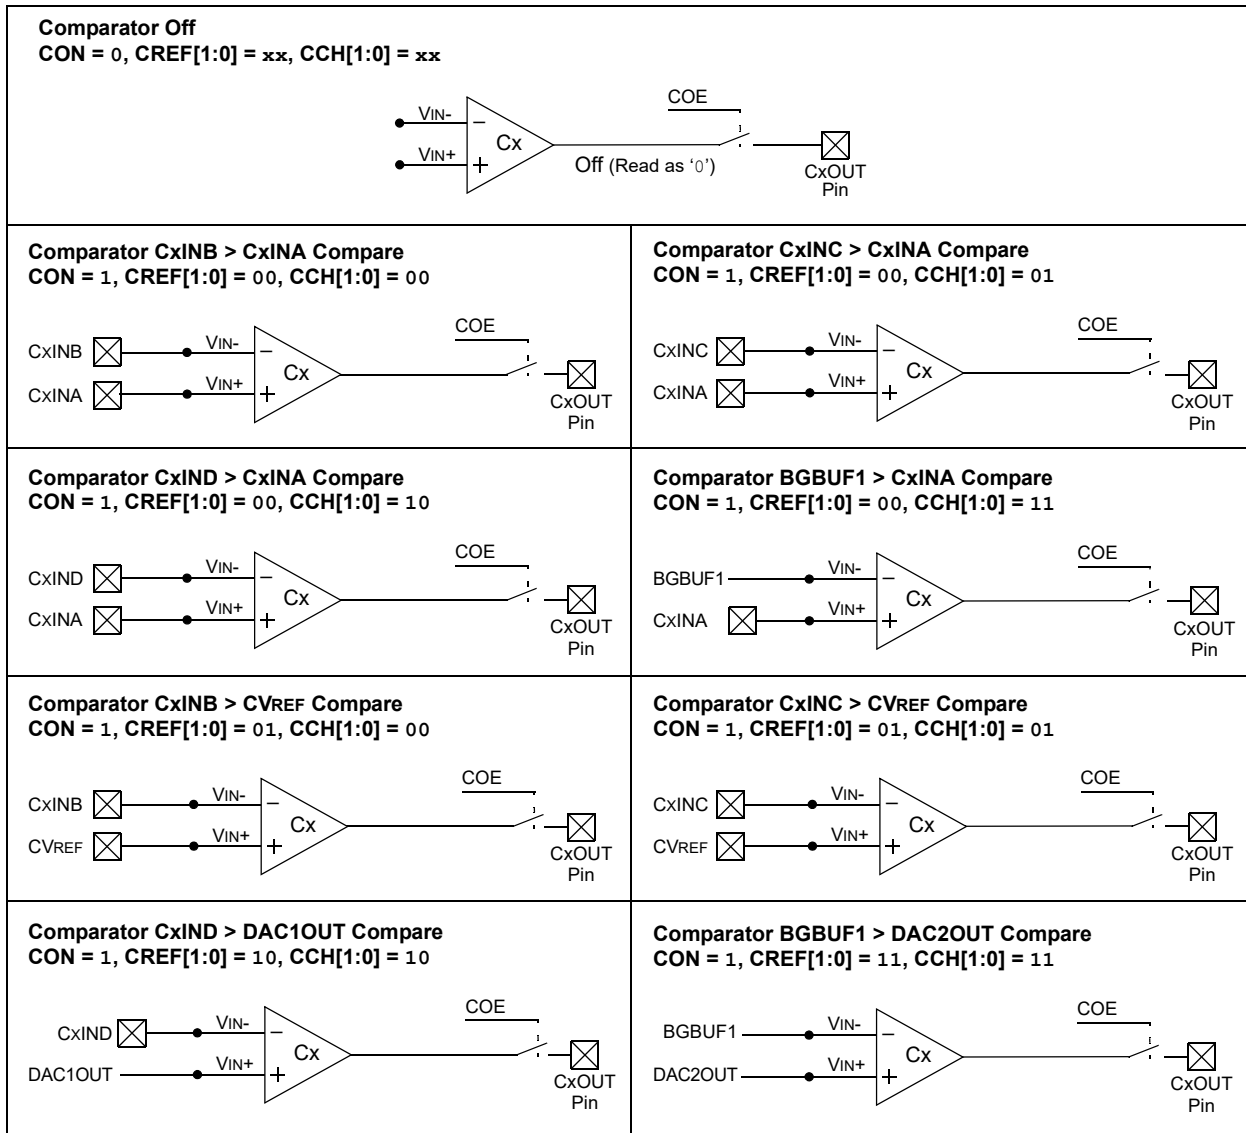 Comparator Off
CON = 0, CREF[1:0] = xx, CCH[1:0] = xx
COE
VIN-
Cx
VIN+
Off (Read as ‘0’)
CxOUT
Pin
Comparator CxINB > CxINA Compare
CON = 1, CREF[1:0] = 00, CCH[1:0] = 00
COE
CxINB
VIN-
Cx
CxINA
VIN+
CxOUT
Pin
Comparator CxINC > CxINA Compare
CON = 1, CREF[1:0] = 00, CCH[1:0] = 01
COE
CxINC
VIN-
Cx
CxINA
VIN+
CxOUT
Pin
Comparator CxIND > CxINA Compare
CON = 1, CREF[1:0] = 00, CCH[1:0] = 10
COE
CxIND
VIN-
Cx
CxINA
VIN+
CxOUT
Pin
Comparator BGBUF1 > CxINA Compare
CON = 1, CREF[1:0] = 00, CCH[1:0] = 11
COE
BGBUF1
VIN-
Cx
CxINA
VIN+
CxOUT
Pin
Comparator CxINB > CVREF Compare
CON = 1, CREF[1:0] = 01, CCH[1:0] = 00
COE
CxINB
VIN-
Cx
CVREF
VIN+
CxOUT
Pin
Comparator CxINC > CVREF Compare
CON = 1, CREF[1:0] = 01, CCH[1:0] = 01
COE
CxINC
VIN-
Cx
CVREF
VIN+
CxOUT
Pin
Comparator CxIND > DAC1OUT Compare
CON = 1, CREF[1:0] = 10, CCH[1:0] = 10
COE
CxIND
VIN-
Cx
DAC1OUT
VIN+
CxOUT
Pin
Comparator BGBUF1 > DAC2OUT Compare
CON = 1, CREF[1:0] = 11, CCH[1:0] = 11
COE
BGBUF1
VIN-
Cx
DAC2OUT
VIN+
CxOUT
Pin